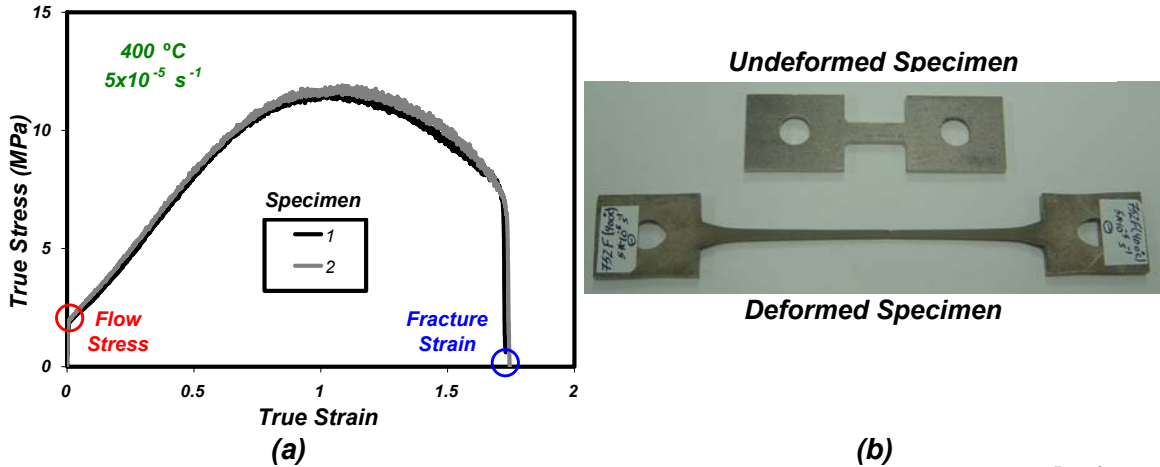 15
10
5
0
True Stress (MPa)
400 ºC
5x10 -5 s -1
Specimen
1
2
Flow
Stress
Fracture
Strain
0
0.5
1
1.5
2
True Strain
(a)
Undeformed Specimen
Deformed Specimen
(b)